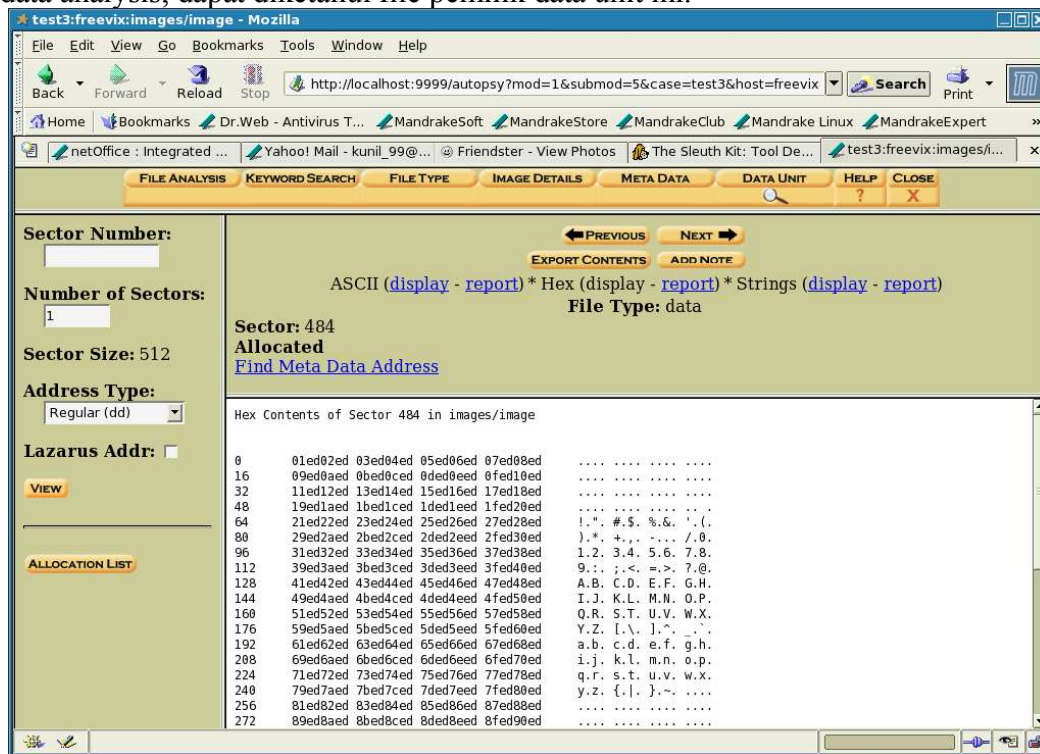 data analysis, dapat diketahui file pemilik data unit ini.
test3:freevix:images/image - Mozilla
File Edit View Go Bookmarks Tools Window Help
Back Forward Reload Stop http://localhost:9999/autopsy?mod=1&submod=5&case=test3&host=freevix Search Print
Home Bookmarks Dr.Web - Antivirus T... MandrakeSoft MandrakeStore MandrakeClub Mandrake Linux MandrakeExpert »
netOffice : Integrated ... Yahoo! Mail - kunil_99@... Friendster - View Photos The Sleuth Kit: Tool De... test3:freevix:images/i... x
FILE ANALYSIS KEYWORD SEARCH FILE TYPE IMAGE DETAILS META DATA DATA UNIT HELP CLOSE
? X
Sector Number:
Number of Sectors:
1
Sector Size: 512
Address Type:
Regular (dd)
Lazarus Addr:
VIEW
ALLOCATION LIST
PREVIOUS NEXT
EXPORT CONTENTS ADD NOTE
ASCII (display - report) * Hex (display - report) * Strings (display - report)
File Type: data
Sector: 484
Allocated
Find Meta Data Address
Hex Contents of Sector 484 in images/image
0 01ed02ed 03ed04ed 05ed06ed 07ed08ed .... .... .... ....
16 09ed0aed 0bed0ced 0ded0eed 0fed10ed .... .... .... ....
32 11ed12ed 13ed14ed 15ed16ed 17ed18ed .... .... .... ....
48 19ed1aed 1bed1ced 1ded1eed 1fed20ed .... .... .... .. .
64 21ed22ed 23ed24ed 25ed26ed 27ed28ed !.". #.$. %.&. '.(.
80 29ed2aed 2bed2ced 2ded2eed 2fed30ed ).*. +.,. -... /.0.
96 31ed32ed 33ed34ed 35ed36ed 37ed38ed 1.2. 3.4. 5.6. 7.8.
112 39ed3aed 3bed3ced 3ded3eed 3fed40ed 9.:. ;.<. =.>. ?.@.
128 41ed42ed 43ed44ed 45ed46ed 47ed48ed A.B. C.D. E.F. G.H.
144 49ed4aed 4bed4ced 4ded4eed 4fed50ed I.J. K.L. M.N. O.P.
160 51ed52ed 53ed54ed 55ed56ed 57ed58ed Q.R. S.T. U.V. W.X.
176 59ed5aed 5bed5ced 5ded5eed 5fed60ed Y.Z. [.\. ].^. _.`.
192 61ed62ed 63ed64ed 65ed66ed 67ed68ed a.b. c.d. e.f. g.h.
208 69ed6aed 6bed6ced 6ded6eed 6fed70ed i.j. k.l. m.n. o.p.
224 71ed72ed 73ed74ed 75ed76ed 77ed78ed q.r. s.t. u.v. w.x.
240 79ed7aed 7bed7ced 7ded7eed 7fed80ed y.z. {.|. }.~. ....
256 81ed82ed 83ed84ed 85ed86ed 87ed88ed .... .... .... ....
272 89ed8aed 8bed8ced 8ded8eed 8fed90ed .... .... .... ....